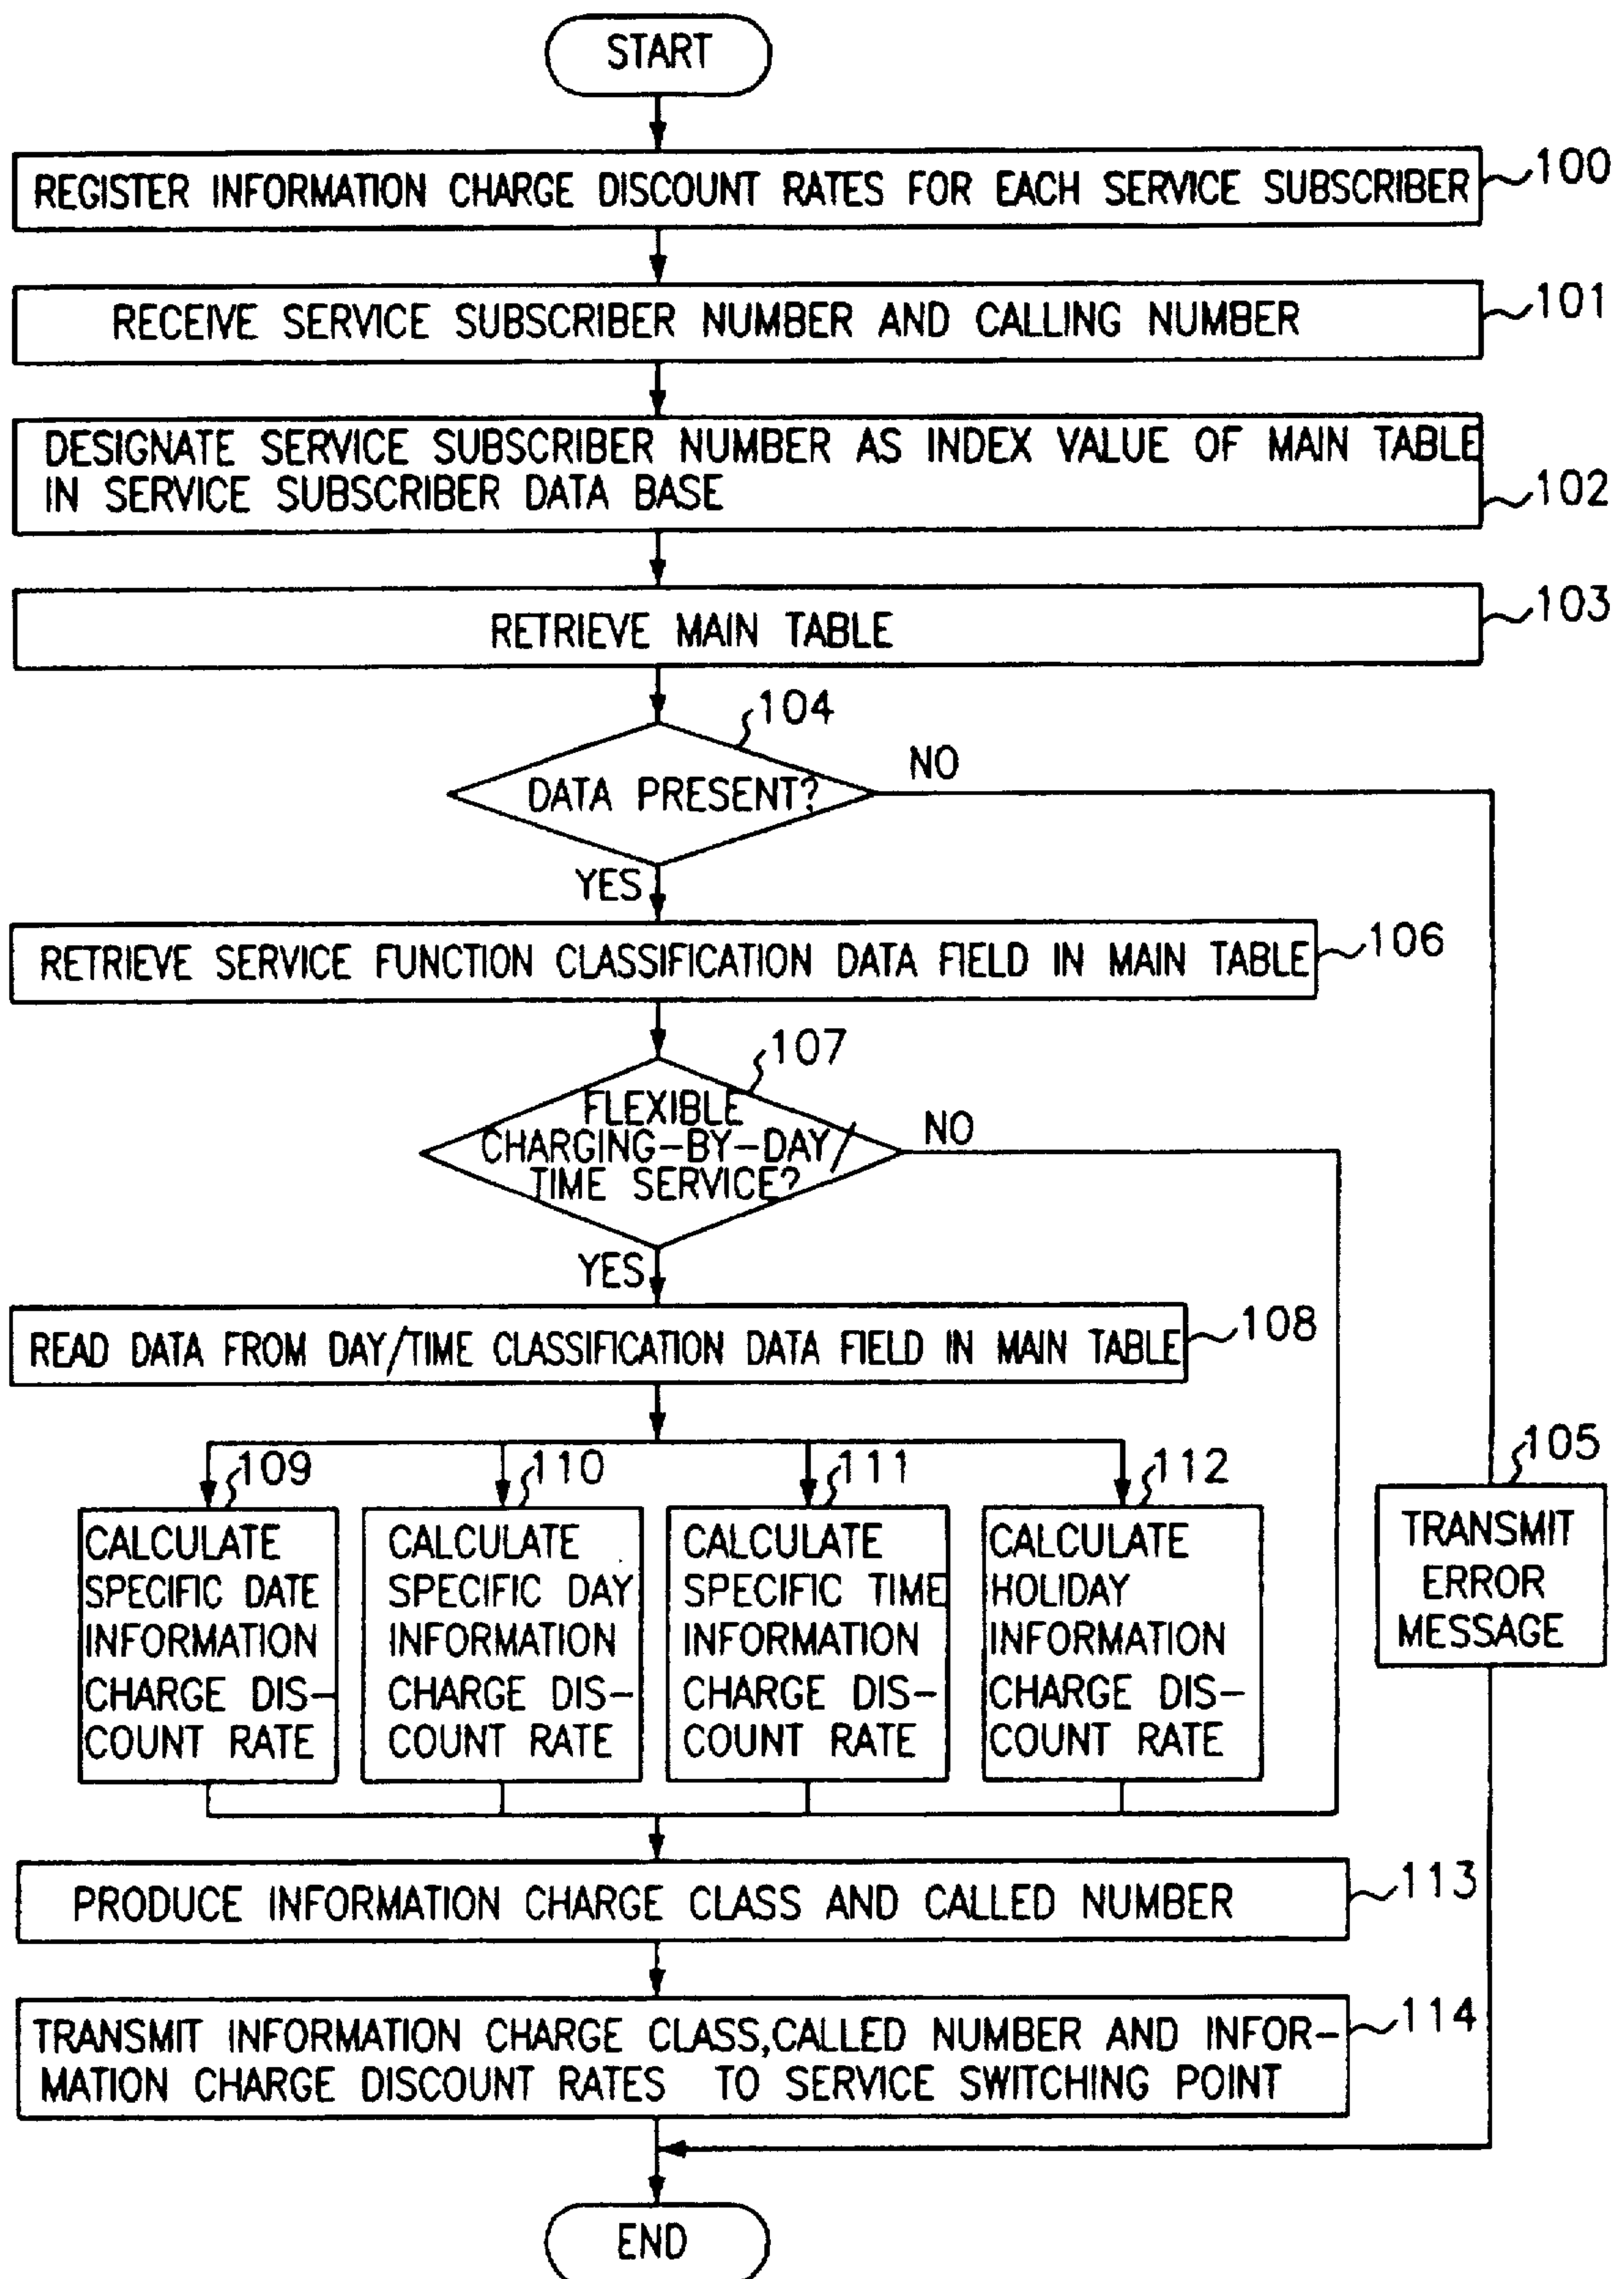 START
REGISTER INFORMATION CHARGE DISCOUNT RATES FOR EACH SERVICE SUBSCRIBER
100
RECEIVE SERVICE SUBSCRIBER NUMBER AND CALLING NUMBER
101
DESIGNATE SERVICE SUBSCRIBER NUMBER AS INDEX VALUE OF MAIN TABLE
IN SERVICE SUBSCRIBER DATA BASE
102
RETRIEVE MAIN TABLE
103
104
DATA PRESENT?
NO
YES
RETRIEVE SERVICE FUNCTION CLASSIFICATION DATA FIELD IN MAIN TABLE
106
107
FLEXIBLE
CHARGING-BY-DAY/
TIME SERVICE?
NO
YES
READ DATA FROM DAY/TIME CLASSIFICATION DATA FIELD IN MAIN TABLE
108
109
CALCULATE
SPECIFIC DATE
INFORMATION
CHARGE DIS-
COUNT RATE
110
CALCULATE
SPECIFIC DAY
INFORMATION
CHARGE DIS-
COUNT RATE
111
CALCULATE
SPECIFIC TIME
INFORMATION
CHARGE DIS-
COUNT RATE
112
CALCULATE
HOLIDAY
INFORMATION
CHARGE DIS-
COUNT RATE
105
TRANSMIT
ERROR
MESSAGE
PRODUCE INFORMATION CHARGE CLASS AND CALLED NUMBER
113
TRANSMIT INFORMATION CHARGE CLASS,CALLED NUMBER AND INFOR-
MATION CHARGE DISCOUNT RATES TO SERVICE SWITCHING POINT
114
END